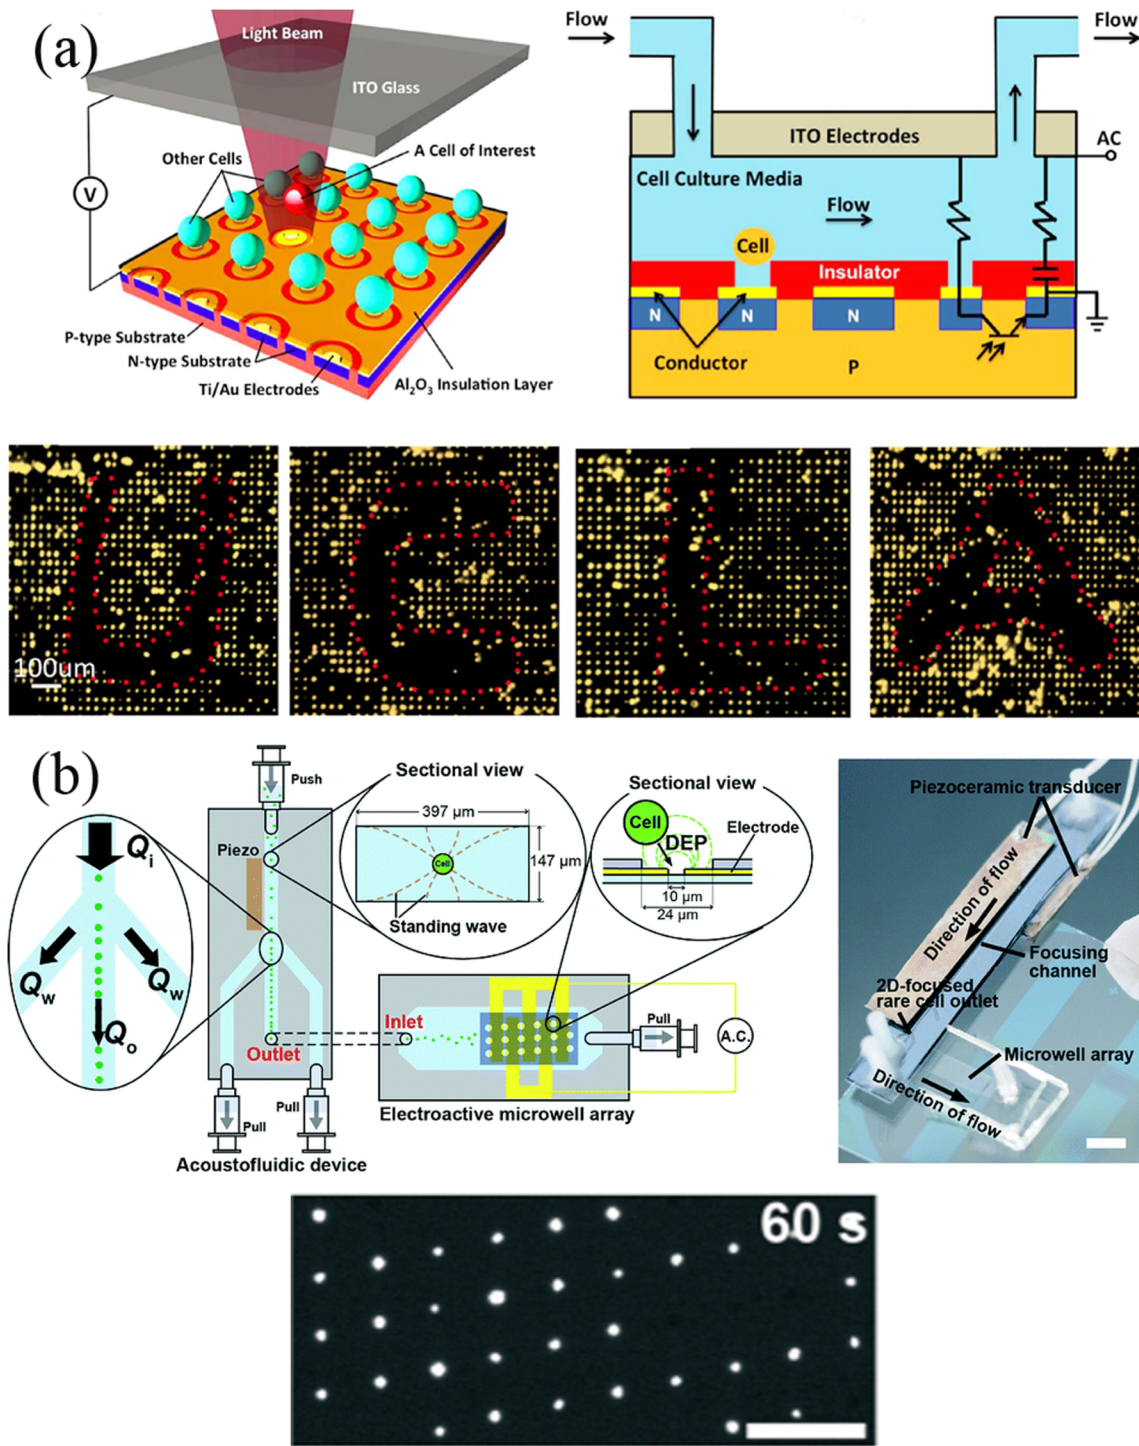 (a)
Light Beam
ITO Glass
Other Cells
A Cell of Interest
V
P-type Substrate
N-type Substrate
Ti/Au Electrodes
Al₂O₃ Insulation Layer
Flow
Flow
ITO Electrodes
AC
Cell Culture Media
Flow
Cell
Insulator
N
N
N
Conductor
P
100um
(b)
Push
Sectional view
397 µm
Cell
147 µm
Standing wave
Sectional view
Cell
DEP
Electrode
10 µm
24 µm
Piezo
Qi
Qw
Qw
Qo
Outlet
Inlet
Pull
A.C.
Electroactive microwell array
Pull
Pull
Acoustofluidic device
Piezoceramic transducer
Direction of flow
Focusing
channel
2D-focused
rare cell outlet
Microwell array
Direction of flow
60 s